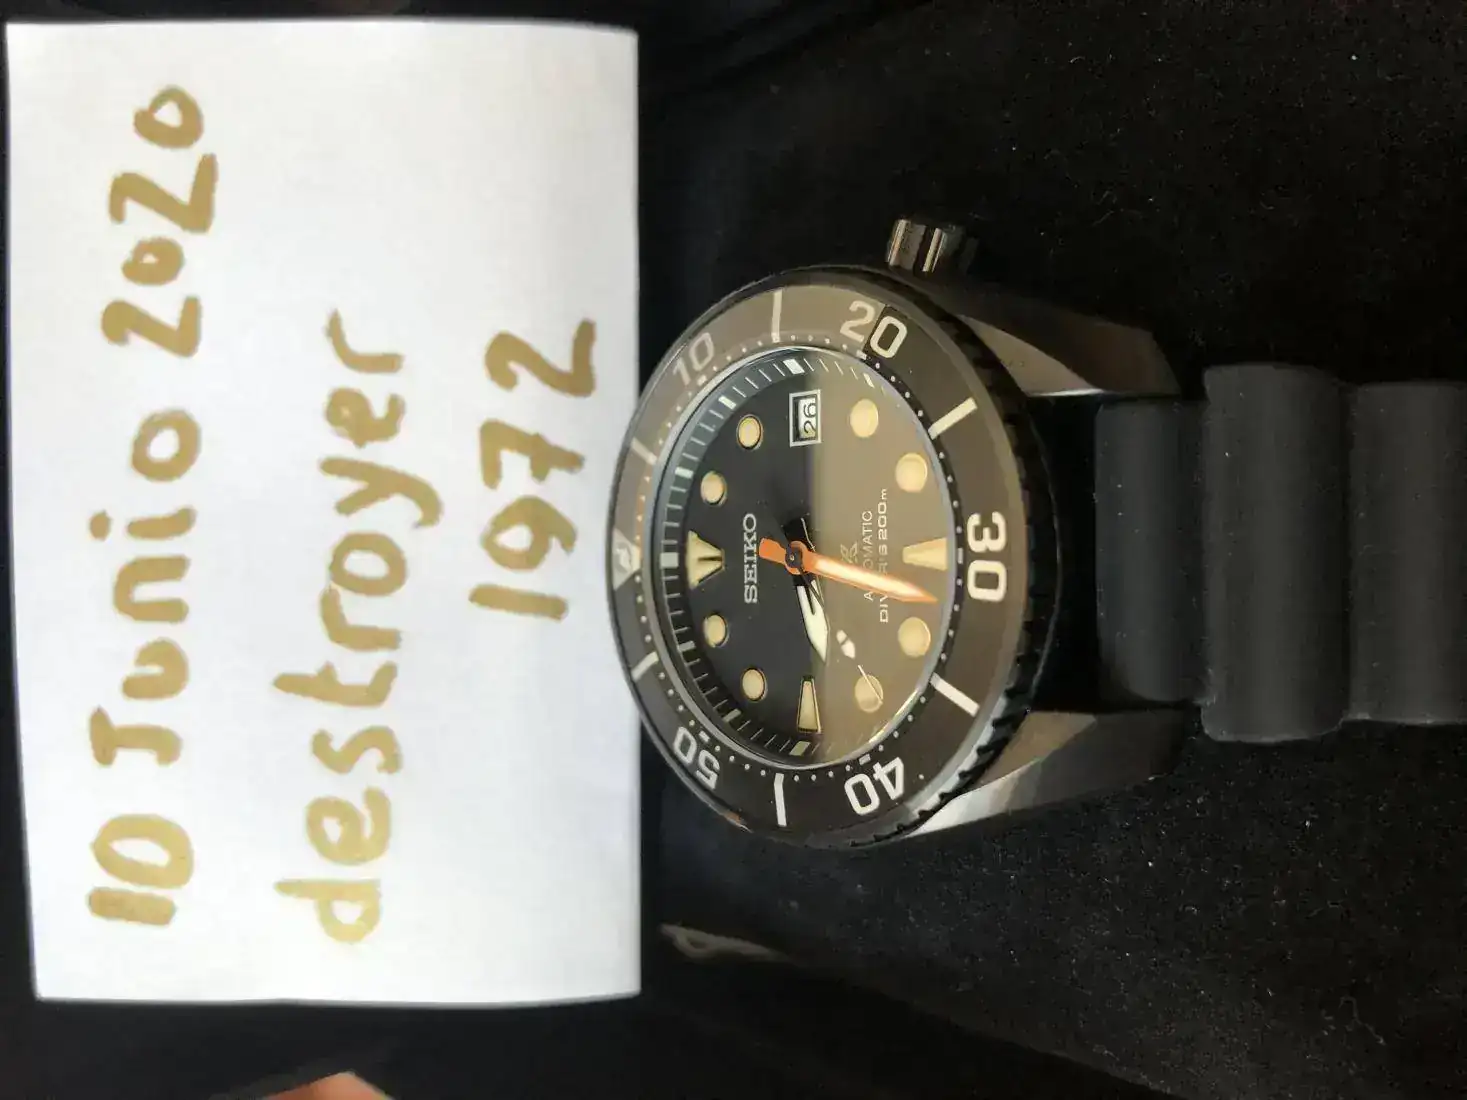 10 Junio 2020
destroyer
1972
10
20
30
40
50
26
SEIKO
AUTOMATIC
DIVER'S 200m